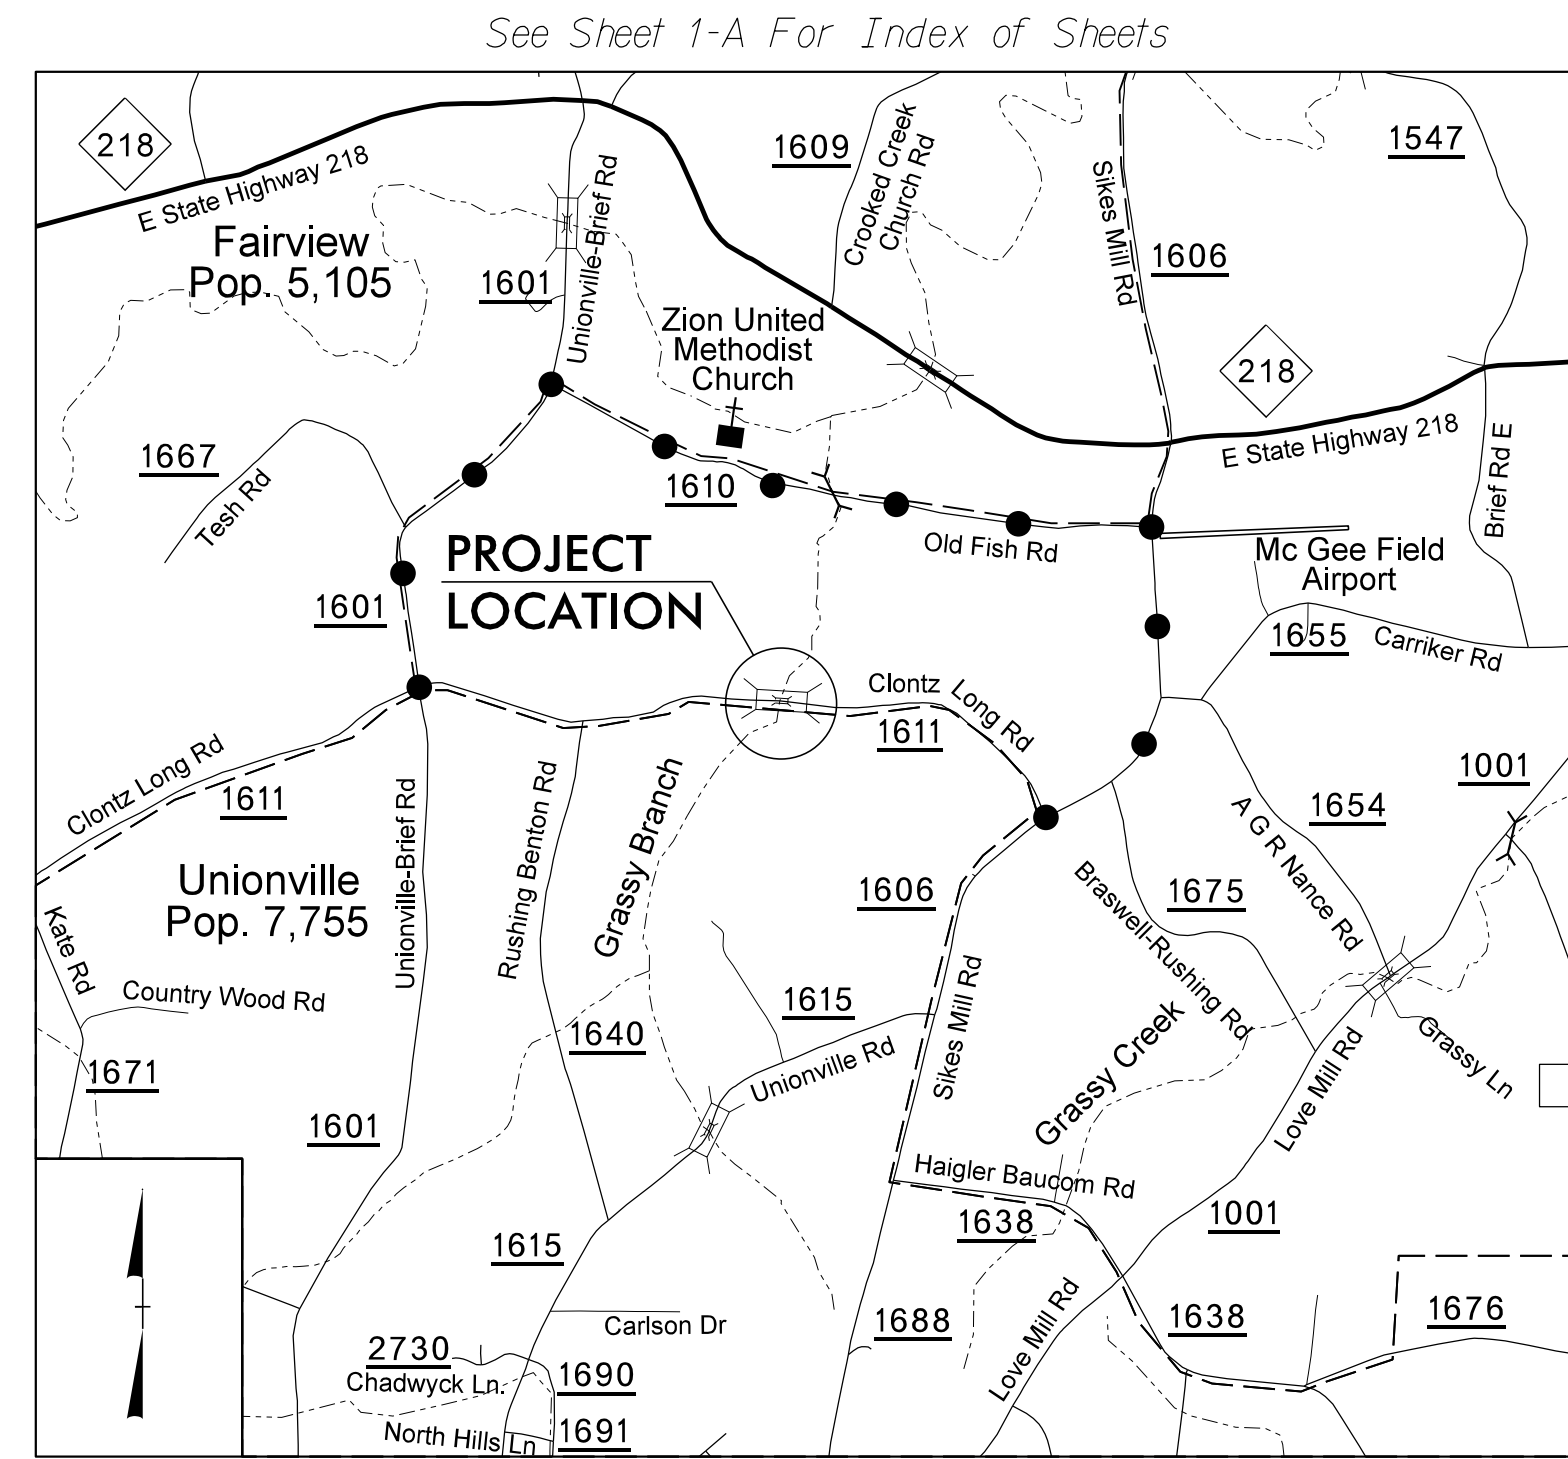 See Sheet 1-A For Index of Sheets
218
E State Highway 218
Fairview
Pop. 5,105
1601
Unionville-Brief Rd
1609
Crooked Creek
Church Rd
Sikes Mill Rd
1606
1547
Zion United
Methodist
Church
218
E State Highway 218
Brief Rd E
1667
Tesh Rd
1610
Old Fish Rd
Mc Gee Field
Airport
PROJECT
LOCATION
1601
1655
Carriker Rd
Clontz Long Rd
1611
Clontz Long Rd
1611
1001
1654
A G R Nance Rd
Unionville
Pop. 7,755
Unionville-Brief Rd
Rushing Benton Rd
Grassy Branch
1606
Braswell-Rushing Rd
1675
Kate Rd
Country Wood Rd
1615
Sikes Mill Rd
1640
Unionville Rd
Grassy Creek
Grassy Ln
Love Mill Rd
1671
1601
Haigler Baucom Rd
1638
1001
1615
Carlson Dr
1688
Love Mill Rd
1638
1676
2730
Chadwyck Ln.
1690
North Hills Ln
1691